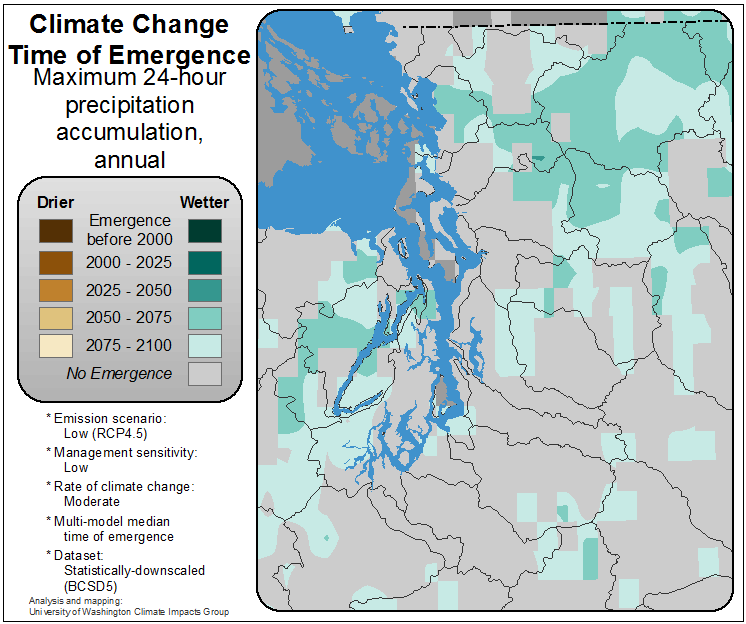 Climate Change
Time of Emergence
Maximum 24-hour
precipitation
accumulation,
annual
Drier
Wetter
Emergence
before 2000
2000 - 2025
2025 - 2050
2050 - 2075
2075 - 2100
No Emergence
* Emission scenario:
Low (RCP4.5)
* Management sensitivity:
Low
* Rate of climate change:
Moderate
* Multi-model median
time of emergence
* Dataset:
Statistically-downscaled
(BCSD5)
Analysis and mapping:
University of Washington Climate Impacts Group